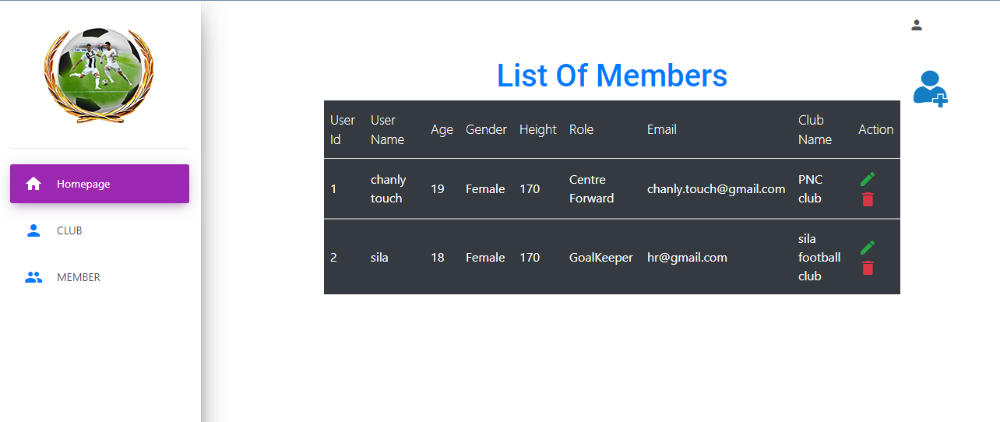 List Of Members
Homepage
CLUB
MEMBER
User Id User Name Age Gender Height Role Email Club Name Action
1 chanly touch 19 Female 170 Centre Forward chanly.touch@gmail.com PNC club
2 sila 18 Female 170 GoalKeeper hr@gmail.com sila football club